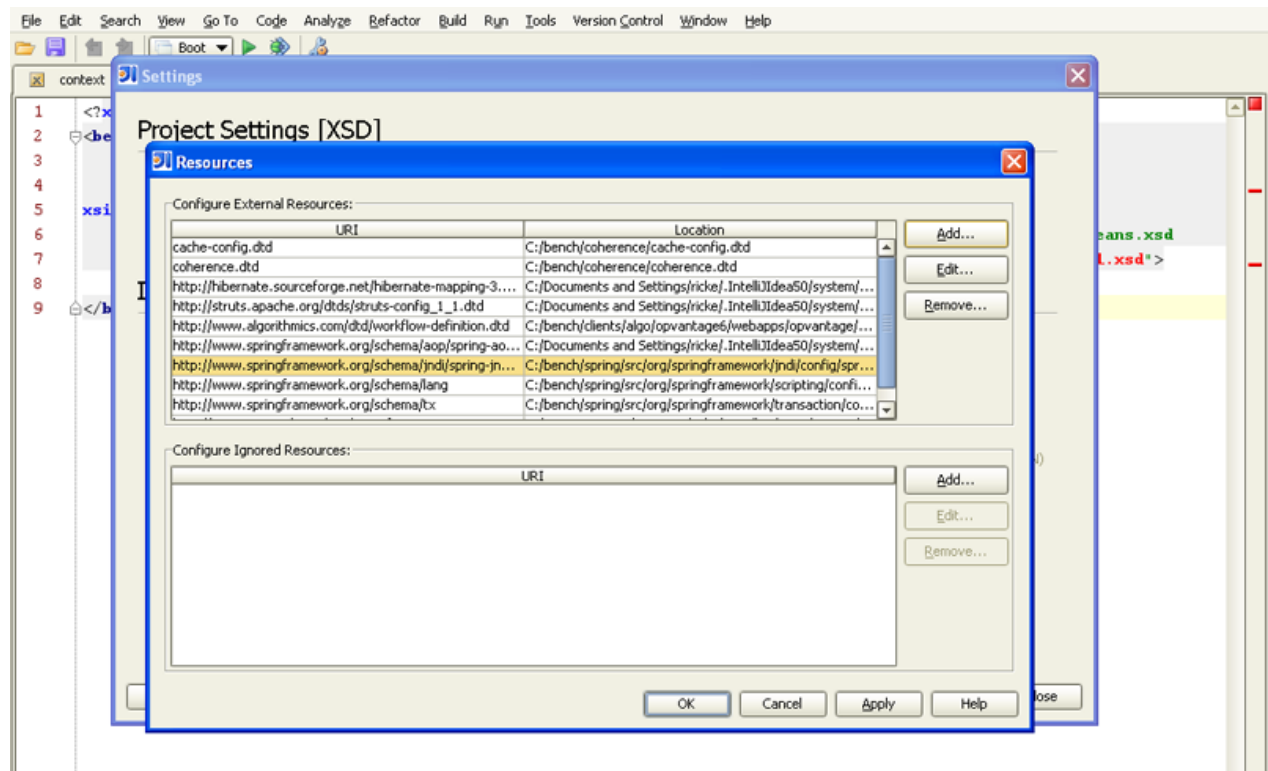 File Edit Search View Go To Code Analyze Refactor Build Run Tools Version Control Window Help
Boot
context
Settings
1 <?x
2 <be
3
4
5 xsi
6 eans.xsd
7 l.xsd">
8
9 </b
Project Settings [XSD]
Resources
Configure External Resources:
URI Location
cache-config.dtd C:/bench/coherence/cache-config.dtd
coherence.dtd C:/bench/coherence/coherence.dtd
http://hibernate.sourceforge.net/hibernate-mapping-3.... C:/Documents and Settings/ricke/.IntelliJIdea50/system/...
http://struts.apache.org/dtds/struts-config_1_1.dtd C:/Documents and Settings/ricke/.IntelliJIdea50/system/...
http://www.algorithmics.com/dtd/workflow-definition.dtd C:/bench/clients/algo/opvantage6/webapps/opvantage/...
http://www.springframework.org/schema/aop/spring-ao... C:/Documents and Settings/ricke/.IntelliJIdea50/system/...
http://www.springframework.org/schema/jndi/spring-jn... C:/bench/spring/src/org/springframework/jndi/config/spr...
http://www.springframework.org/schema/lang C:/bench/spring/src/org/springframework/scripting/confi...
http://www.springframework.org/schema/tx C:/bench/spring/src/org/springframework/transaction/co...
Add...
Edit...
Remove...
Configure Ignored Resources:
URI
Add...
Edit...
Remove...
OK Cancel Apply Help
lose